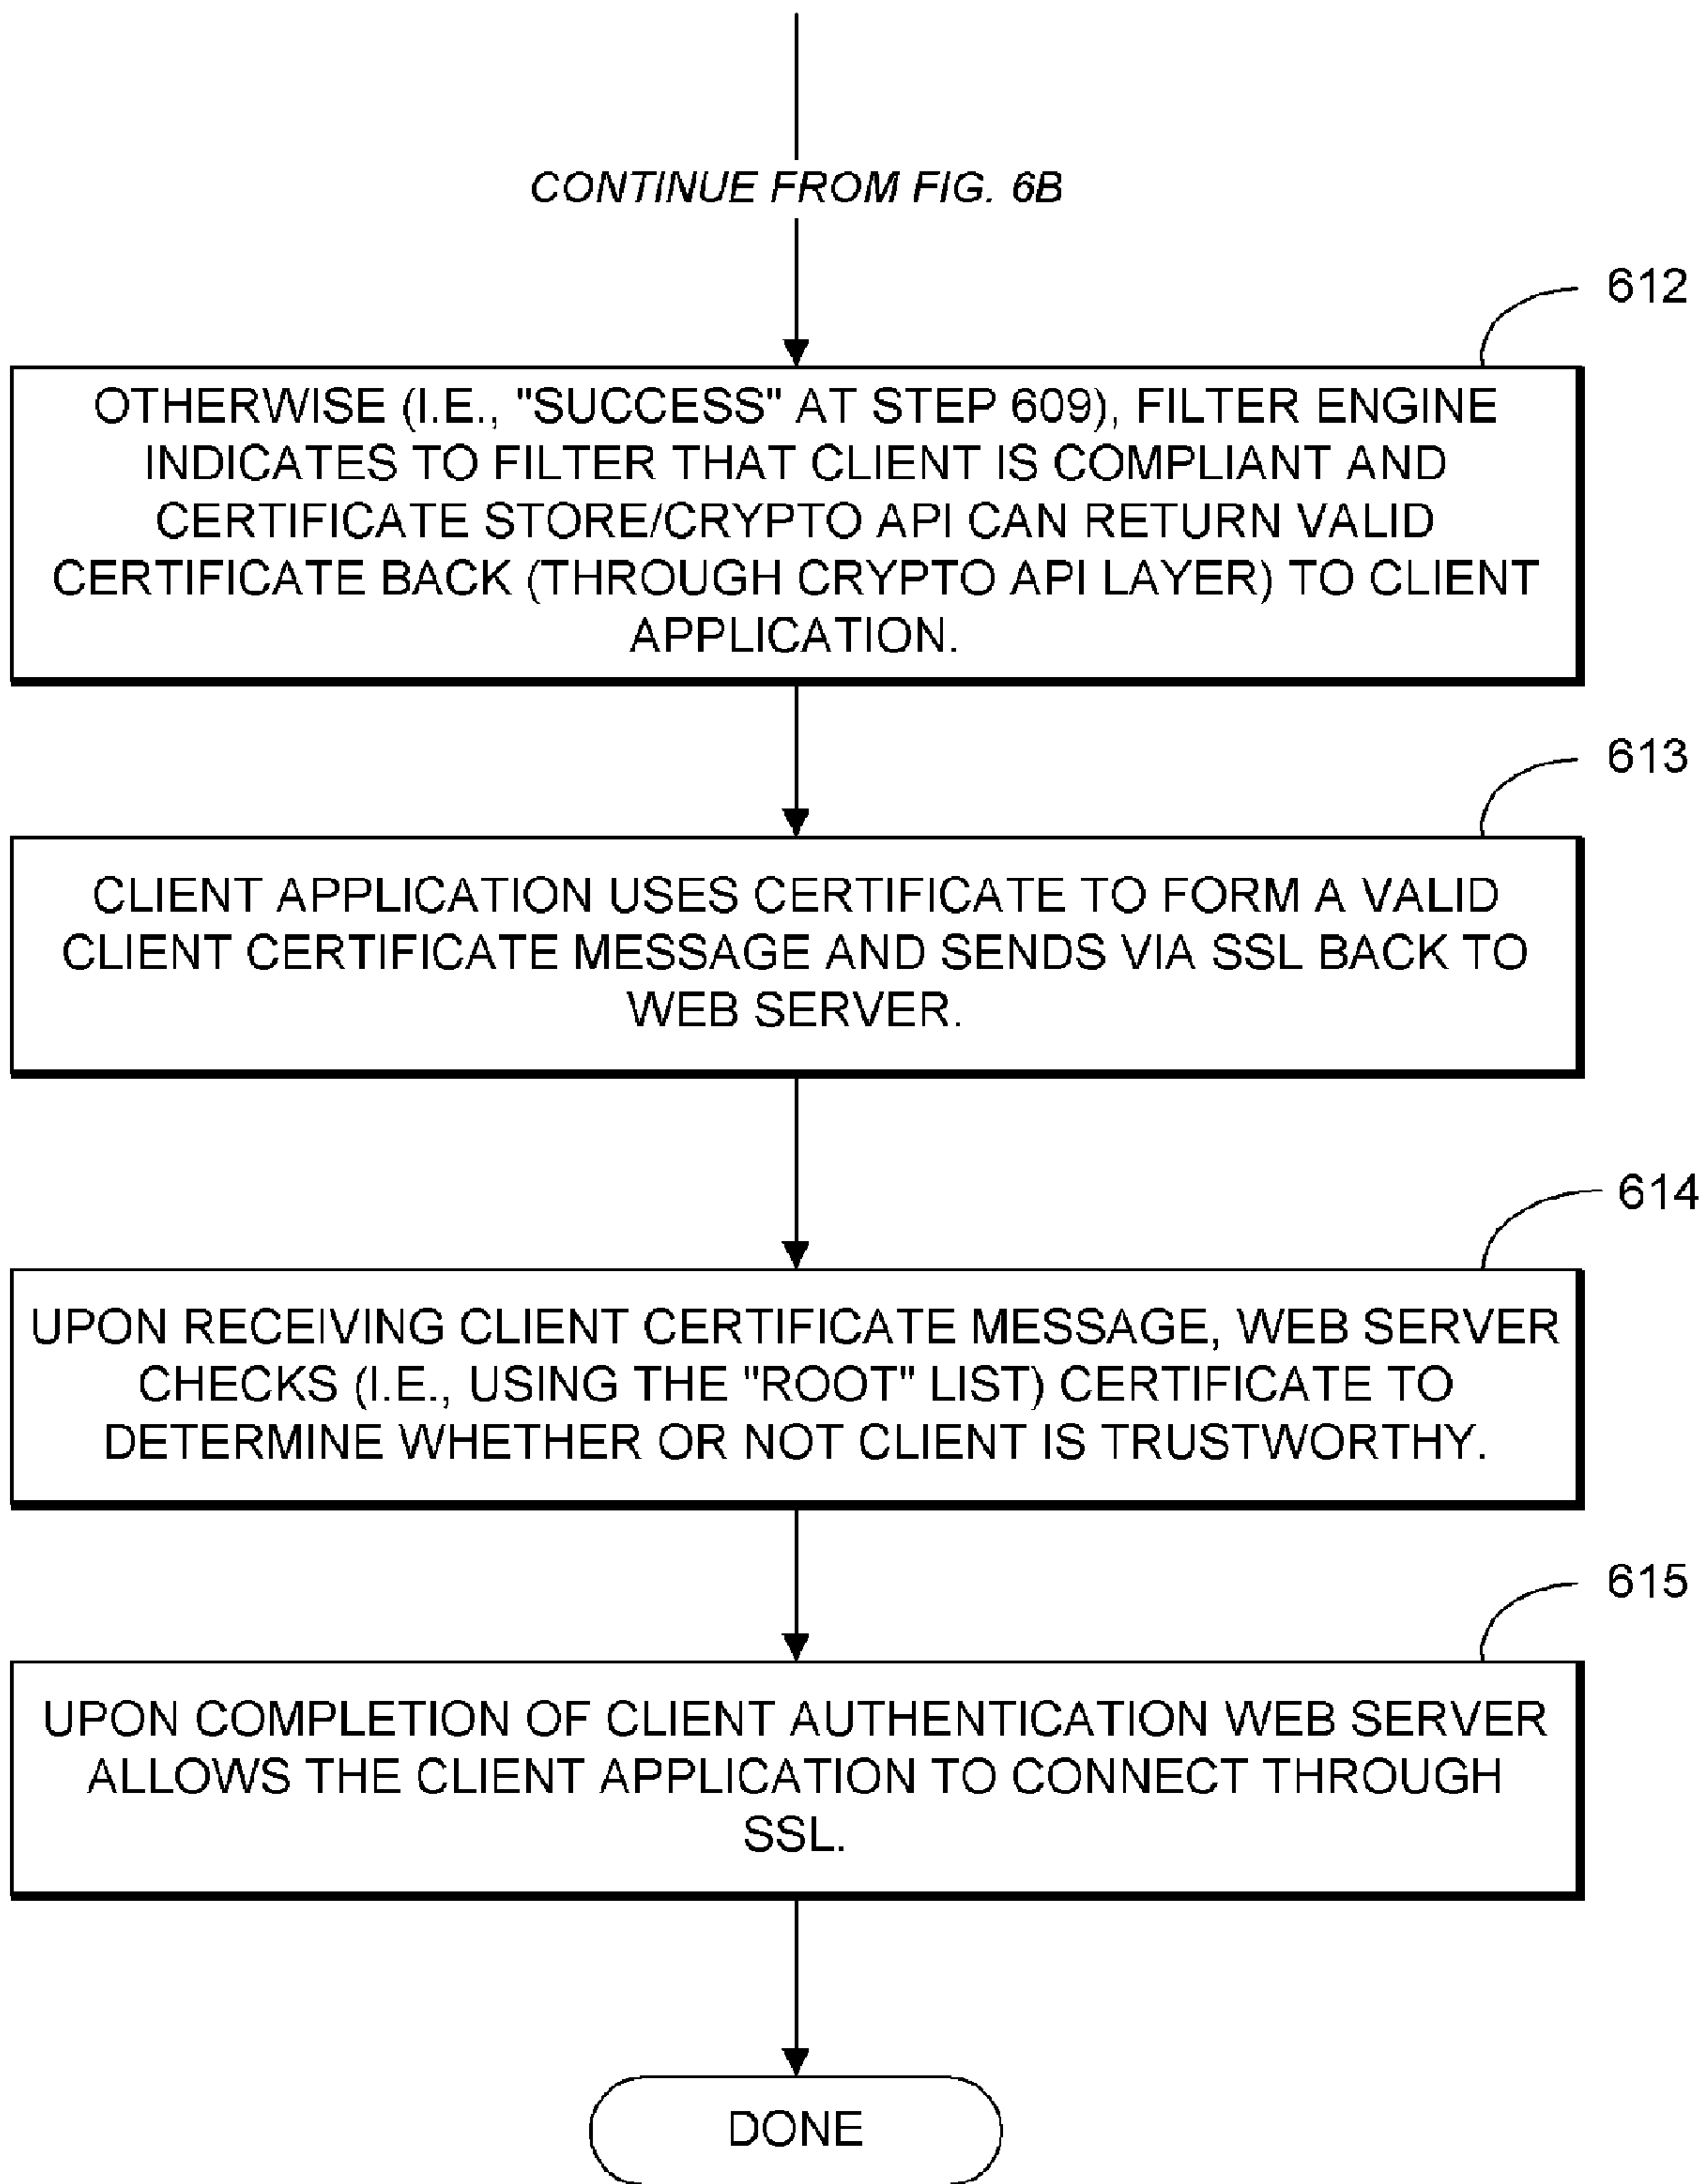 CONTINUE FROM FIG. 6B
612
OTHERWISE (I.E., "SUCCESS" AT STEP 609), FILTER ENGINE
INDICATES TO FILTER THAT CLIENT IS COMPLIANT AND
CERTIFICATE STORE/CRYPTO API CAN RETURN VALID
CERTIFICATE BACK (THROUGH CRYPTO API LAYER) TO CLIENT
APPLICATION.
613
CLIENT APPLICATION USES CERTIFICATE TO FORM A VALID
CLIENT CERTIFICATE MESSAGE AND SENDS VIA SSL BACK TO
WEB SERVER.
614
UPON RECEIVING CLIENT CERTIFICATE MESSAGE, WEB SERVER
CHECKS (I.E., USING THE "ROOT" LIST) CERTIFICATE TO
DETERMINE WHETHER OR NOT CLIENT IS TRUSTWORTHY.
615
UPON COMPLETION OF CLIENT AUTHENTICATION WEB SERVER
ALLOWS THE CLIENT APPLICATION TO CONNECT THROUGH
SSL.
DONE